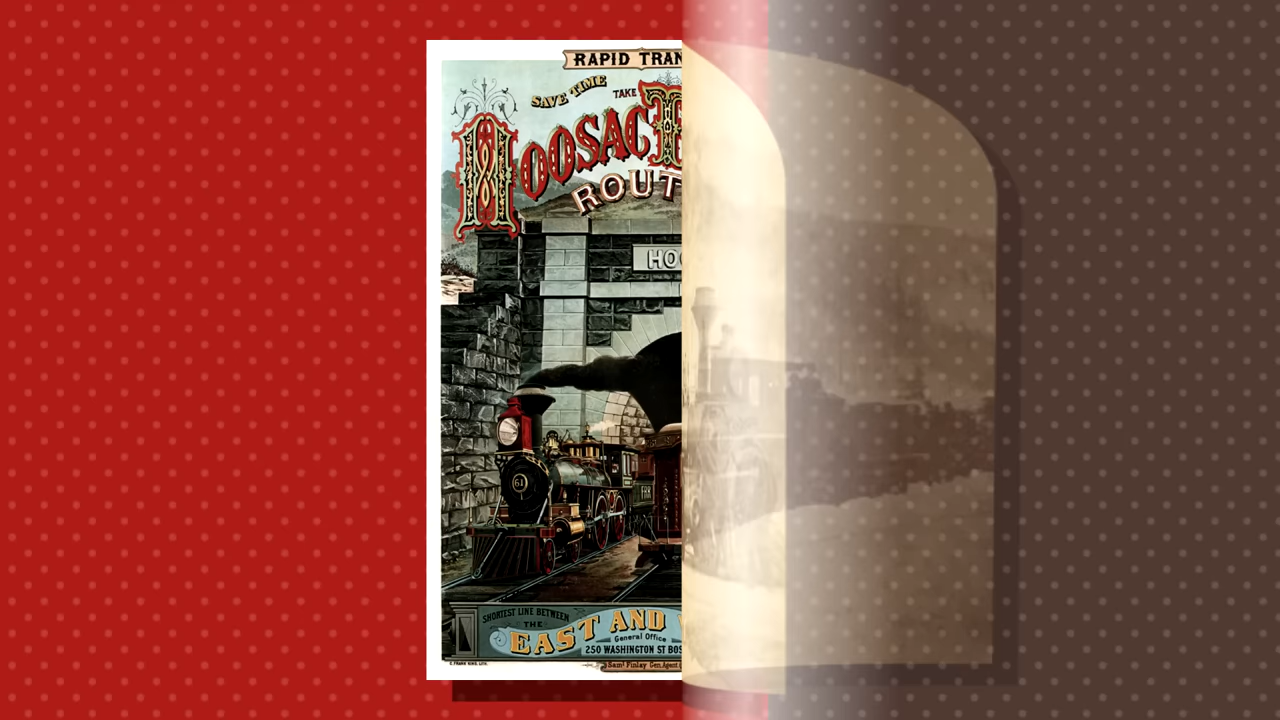 RAPID TRAN
SAVE TIME
TAKE
HOOSAC
ROUT
HOO
61
SHORTEST LINE BETWEEN
THE
EAST AND
General Office
250 WASHINGTON ST BOS
Saml Finlay Gen. Agent